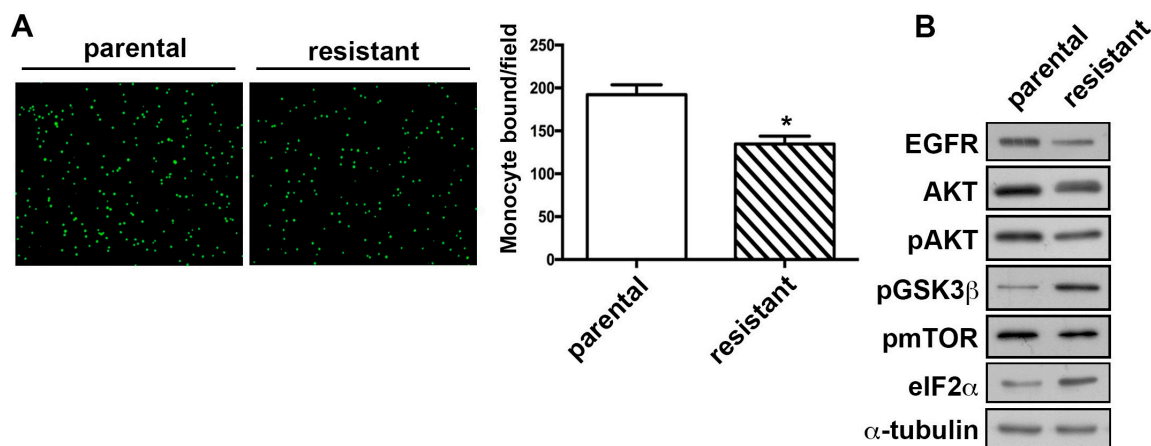 A
parental
resistant
Monocyte bound/field
250
200
150
100
50
0
*
parental
resistant
B
parental
resistant
EGFR
AKT
pAKT
pGSK3β
pmTOR
eIF2α
α-tubulin